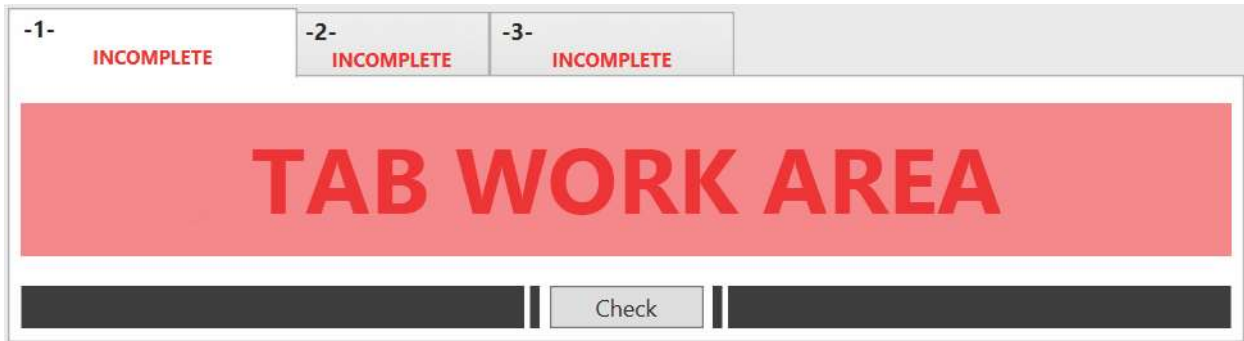 -1-
INCOMPLETE
-2-
INCOMPLETE
-3-
INCOMPLETE
TAB WORK AREA
Check